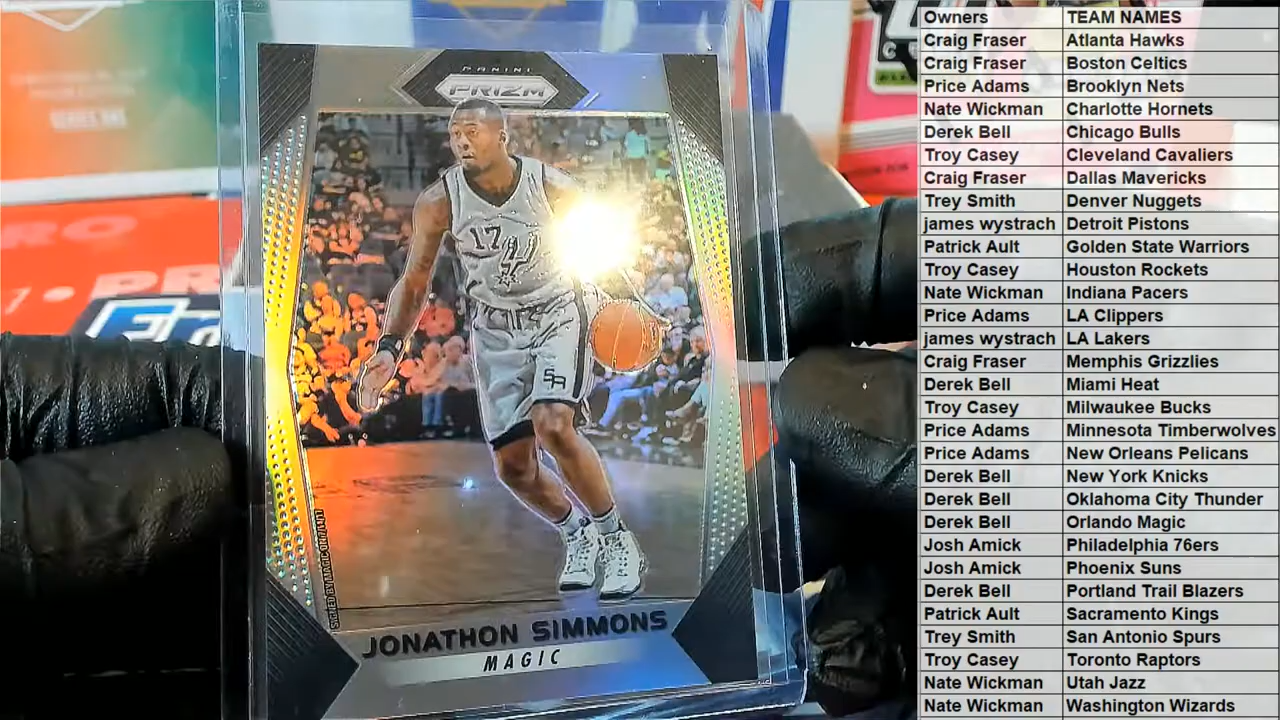 PANINI
PRIZM
17
SA
SIGNED BY MAGIC ON 7/14/17
JONATHON SIMMONS
MAGIC
Owners TEAM NAMES
Craig Fraser Atlanta Hawks
Craig Fraser Boston Celtics
Price Adams Brooklyn Nets
Nate Wickman Charlotte Hornets
Derek Bell Chicago Bulls
Troy Casey Cleveland Cavaliers
Craig Fraser Dallas Mavericks
Trey Smith Denver Nuggets
james wystrach Detroit Pistons
Patrick Ault Golden State Warriors
Troy Casey Houston Rockets
Nate Wickman Indiana Pacers
Price Adams LA Clippers
james wystrach LA Lakers
Craig Fraser Memphis Grizzlies
Derek Bell Miami Heat
Troy Casey Milwaukee Bucks
Price Adams Minnesota Timberwolves
Price Adams New Orleans Pelicans
Derek Bell New York Knicks
Derek Bell Oklahoma City Thunder
Derek Bell Orlando Magic
Josh Amick Philadelphia 76ers
Josh Amick Phoenix Suns
Derek Bell Portland Trail Blazers
Patrick Ault Sacramento Kings
Trey Smith San Antonio Spurs
Troy Casey Toronto Raptors
Nate Wickman Utah Jazz
Nate Wickman Washington Wizards